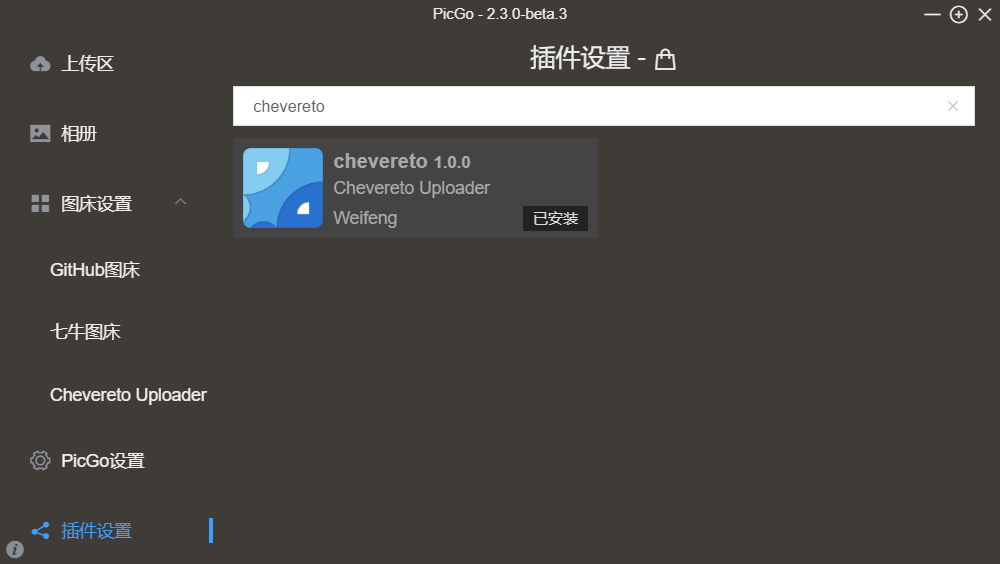 PicGo - 2.3.0-beta.3
上传区
相册
图床设置
GitHub图床
七牛图床
Chevereto Uploader
PicGo设置
插件设置
插件设置 -
chevereto
chevereto 1.0.0
Chevereto Uploader
Weifeng
已安装